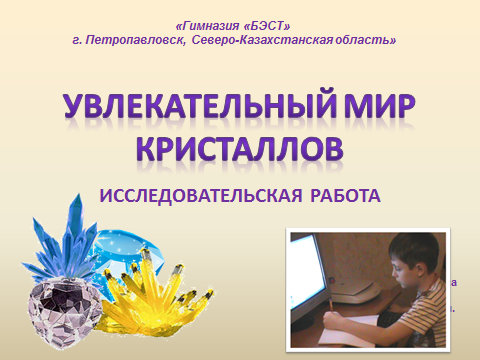 «Гимназия «БЭСТ»
г. Петропавловск, Северо-Казахстанская область»
УВЛЕКАТЕЛЬНЫЙ МИР
КРИСТАЛЛОВ
ИССЛЕДОВАТЕЛЬСКАЯ РАБОТА